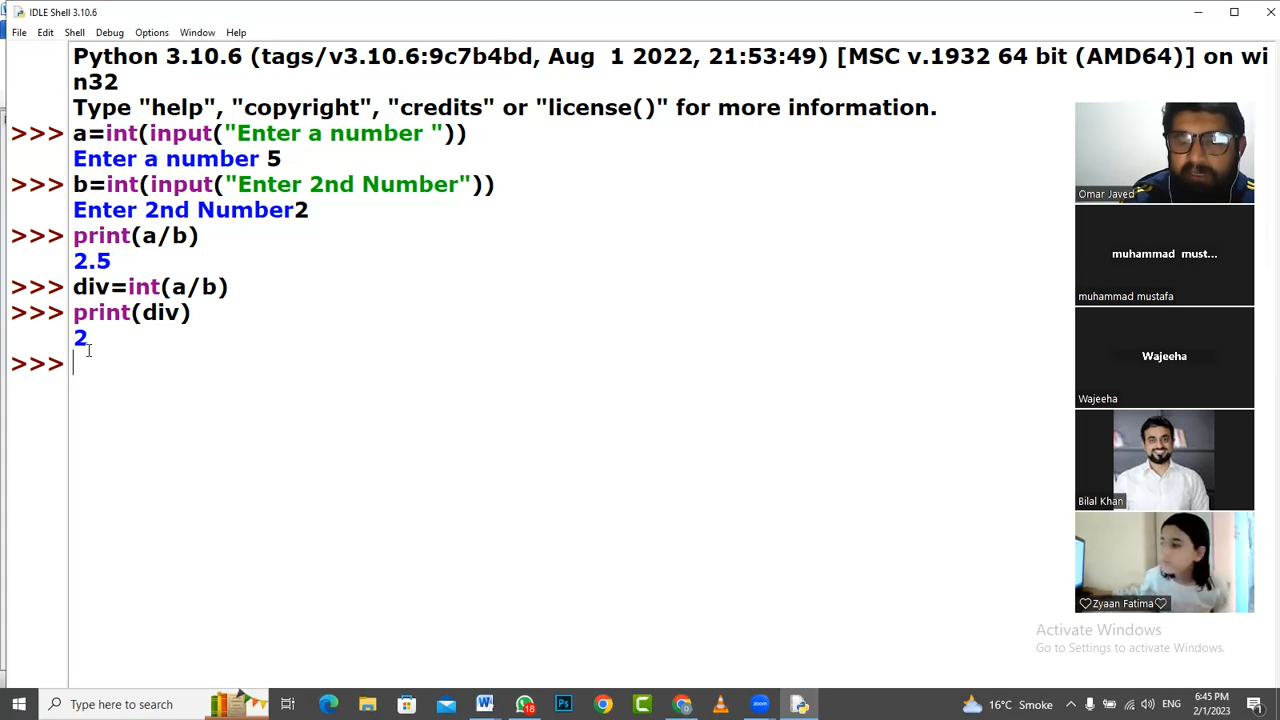 IDLE Shell 3.10.6
File Edit Shell Debug Options Window Help
Python 3.10.6 (tags/v3.10.6:9c7b4bd, Aug  1 2022, 21:53:49) [MSC v.1932 64 bit (AMD64)] on wi
n32
Type "help", "copyright", "credits" or "license()" for more information.
>>> a=int(input("Enter a number "))
Enter a number 5
>>> b=int(input("Enter 2nd Number"))
Enter 2nd Number2
>>> print(a/b)
2.5
>>> div=int(a/b)
>>> print(div)
2
>>>
Omar Javed
muhammad must...
muhammad mustafa
Wajeeha
Wajeeha
Bilal Khan
♡Zyaan Fatima♡
Activate Windows
Go to Settings to activate Windows.
Type here to search
W
18
Ps
C
zoom
16°C Smoke
ENG
6:45 PM
2/1/2023
1